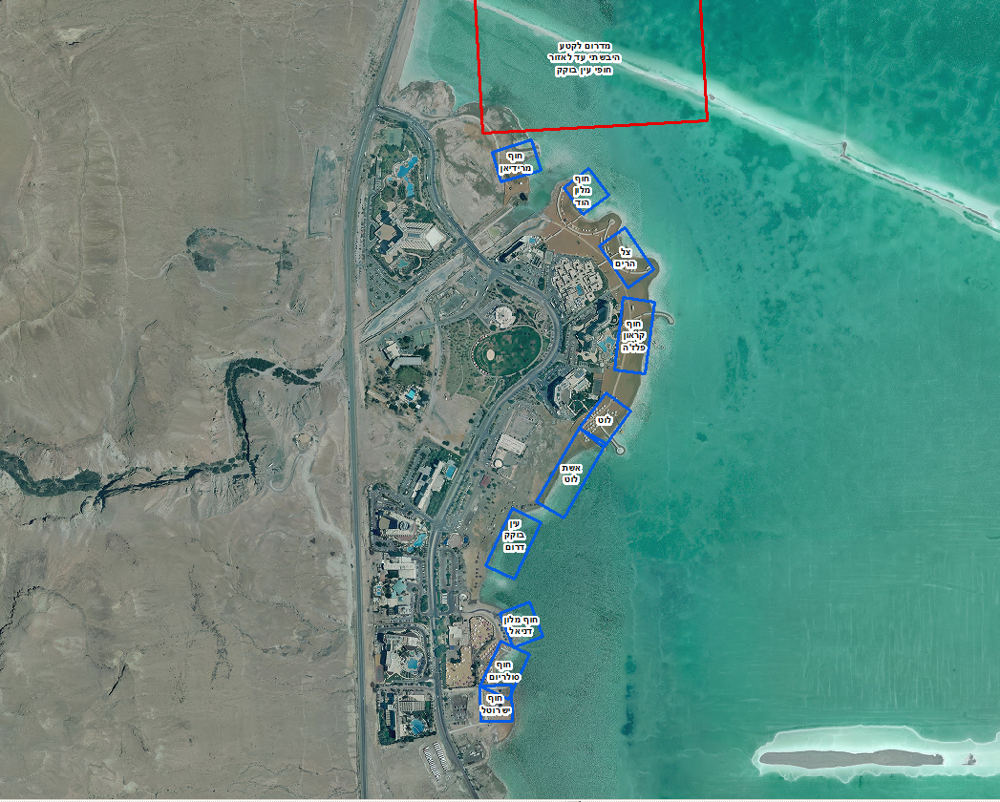 מדרום לקטע
היבשתי עד לאזור
חופי עין בוקק
חוף
מרידיאן
חוף
מלון
הוד
צל
הרים
חוף
קראון
פלז'ה
לוט
אשת
לוט
עין
בוקק
דרום
חוף מלון
דניאל
חוף
סולריום
חוף
ישרוטל